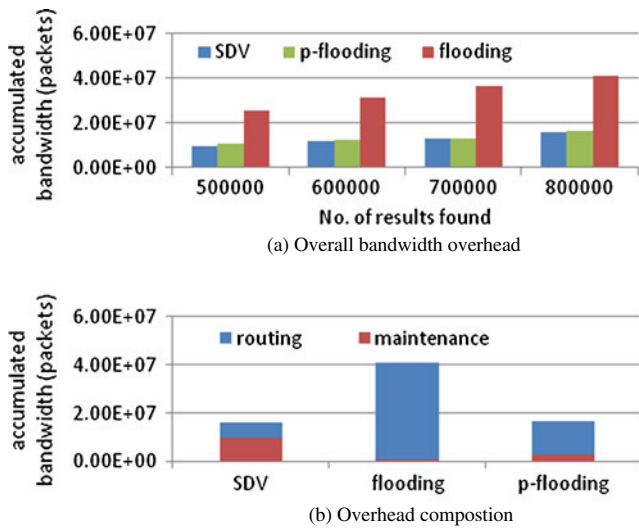 accumulated
bandwidth (packets)
6.00E+07
4.00E+07
2.00E+07
0.00E+00
SDV p-flooding flooding
500000 600000 700000 800000
No. of results found
(a) Overall bandwidth overhead
accumulated
bandwidth (packets)
6.00E+07
4.00E+07
2.00E+07
0.00E+00
routing maintenance
SDV flooding p-flooding
(b) Overhead compostion